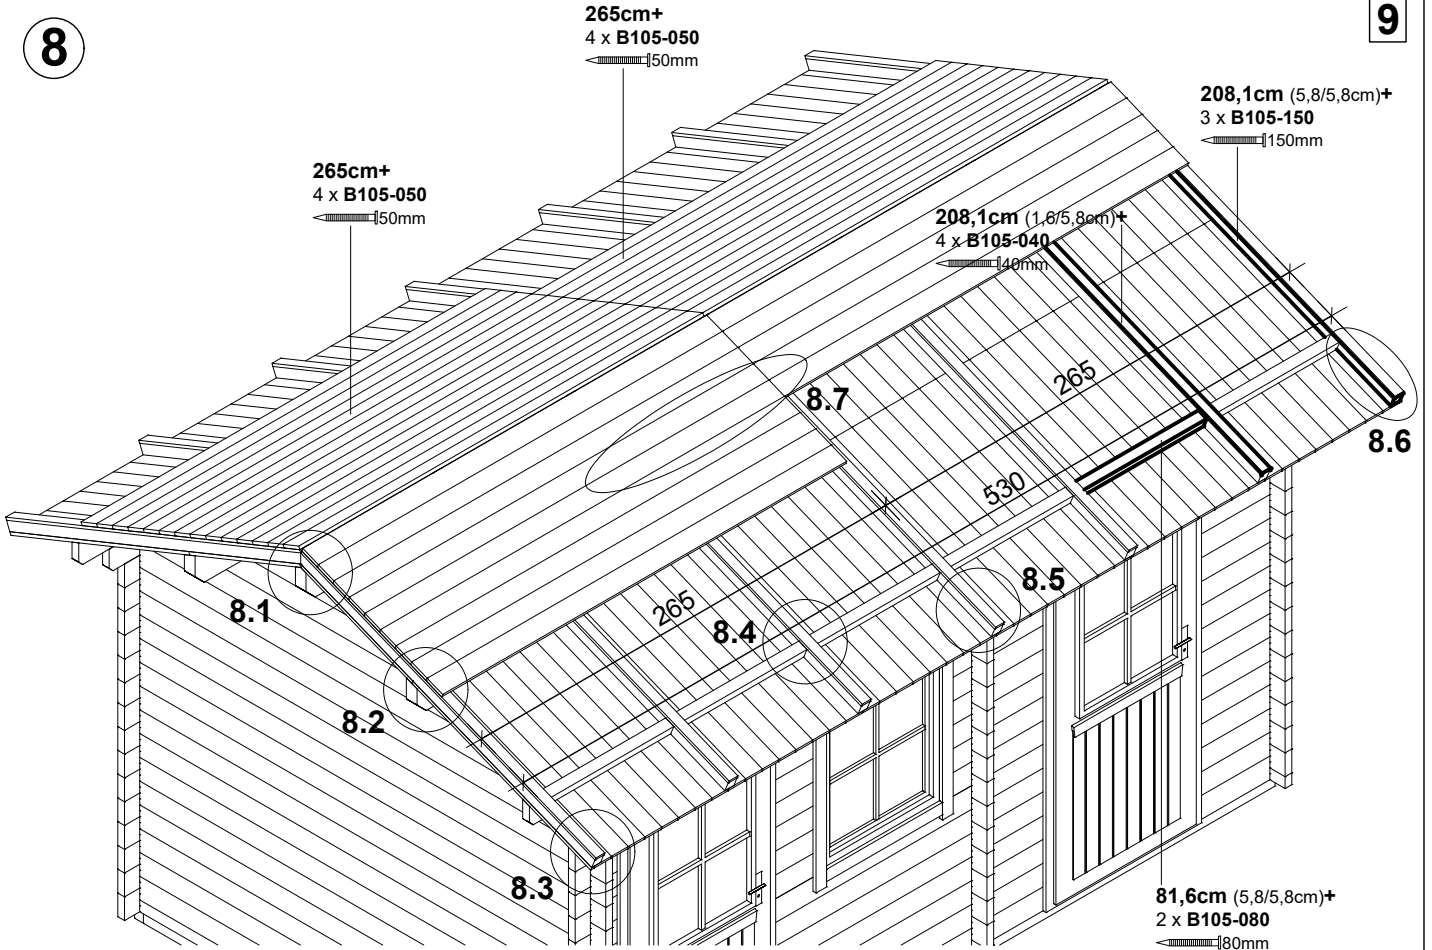 8
265cm+
4 x B105-050
50mm
9
208,1cm (5,8/5,8cm)+
3 x B105-150
150mm
265cm+
4 x B105-050
50mm
208,1cm (1,6/5,8cm)+
4 x B105-040
40mm
265
8.7
8.6
530
8.5
265
8.4
8.1
8.2
8.3
81,6cm (5,8/5,8cm)+
2 x B105-080
80mm